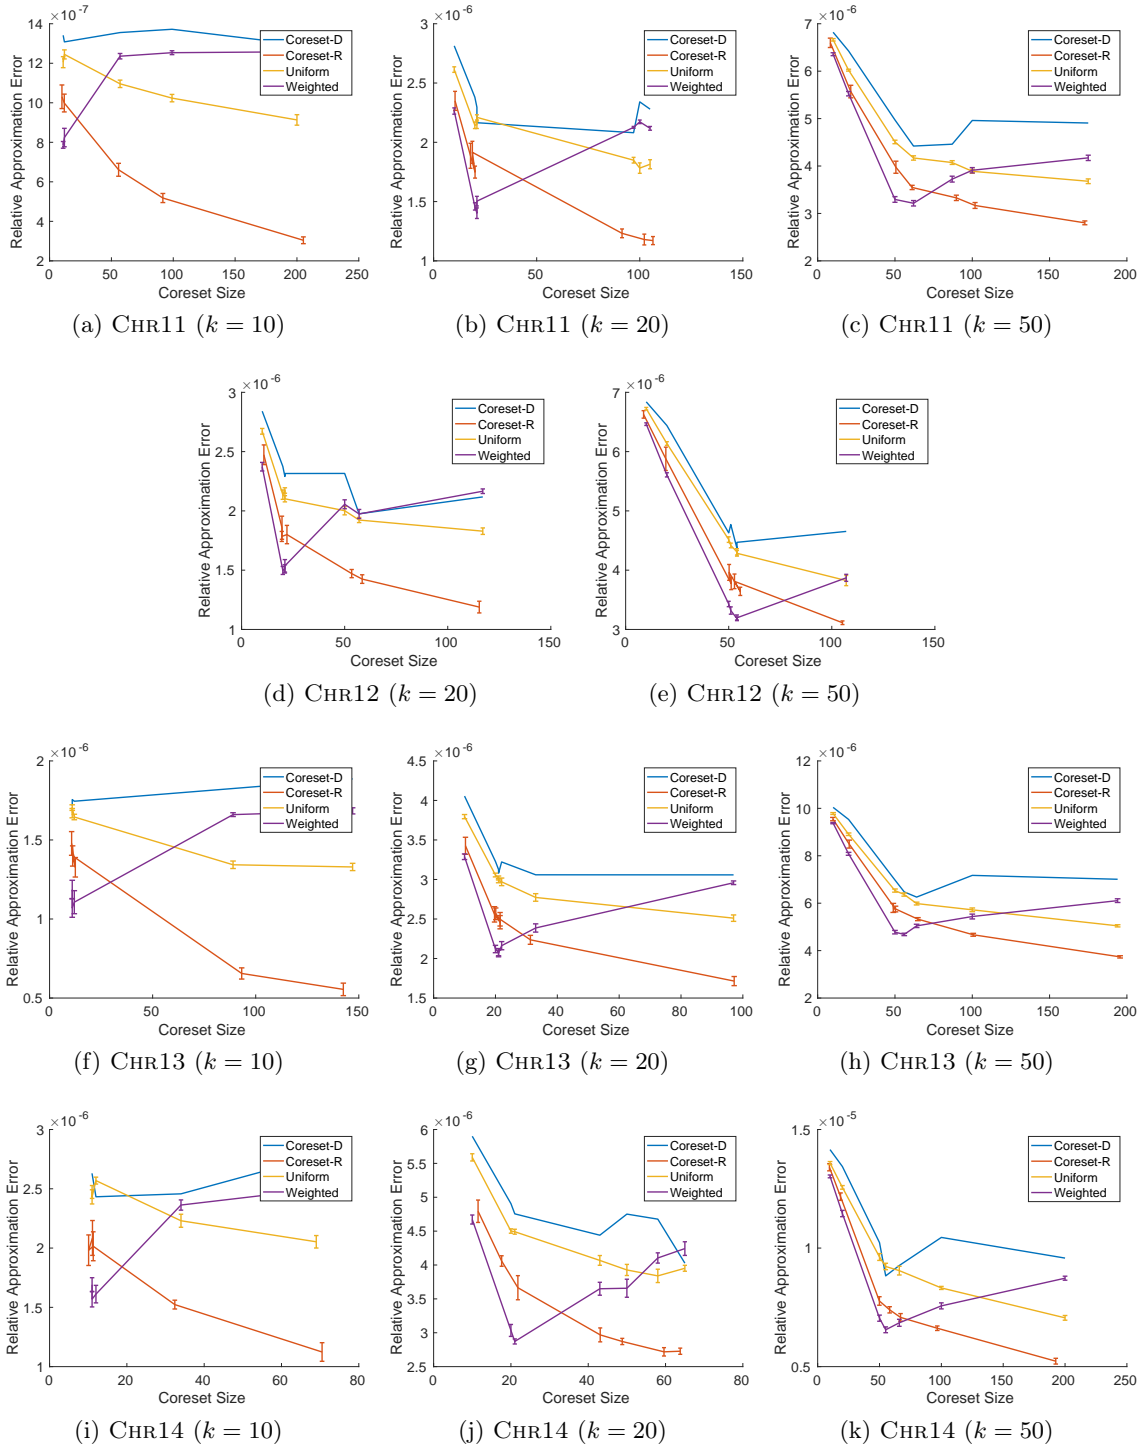 ×10⁻⁷
14
12
10
8
6
4
2
0 50 100 150 200 250
Relative Approximation Error
Coreset Size
Coreset-D
Coreset-R
Uniform
Weighted
(a) CHR11 (k = 10)
×10⁻⁶
3
2.5
2
1.5
1
0 50 100 150
Relative Approximation Error
Coreset Size
Coreset-D
Coreset-R
Uniform
Weighted
(b) CHR11 (k = 20)
×10⁻⁶
7
6
5
4
3
2
0 50 100 150 200
Relative Approximation Error
Coreset Size
Coreset-D
Coreset-R
Uniform
Weighted
(c) CHR11 (k = 50)
×10⁻⁶
3
2.5
2
1.5
1
0 50 100 150
Relative Approximation Error
Coreset Size
Coreset-D
Coreset-R
Uniform
Weighted
(d) CHR12 (k = 20)
×10⁻⁶
7
6
5
4
3
0 50 100 150
Relative Approximation Error
Coreset Size
Coreset-D
Coreset-R
Uniform
Weighted
(e) CHR12 (k = 50)
×10⁻⁶
2
1.5
1
0.5
0 50 100 150
Relative Approximation Error
Coreset Size
Coreset-D
Coreset-R
Uniform
Weighted
(f) CHR13 (k = 10)
×10⁻⁶
4.5
4
3.5
3
2.5
2
1.5
0 20 40 60 80 100
Relative Approximation Error
Coreset Size
Coreset-D
Coreset-R
Uniform
Weighted
(g) CHR13 (k = 20)
×10⁻⁶
12
10
8
6
4
2
0 50 100 150 200
Relative Approximation Error
Coreset Size
Coreset-D
Coreset-R
Uniform
Weighted
(h) CHR13 (k = 50)
×10⁻⁶
3
2.5
2
1.5
1
0 20 40 60 80
Relative Approximation Error
Coreset Size
Coreset-D
Coreset-R
Uniform
Weighted
(i) CHR14 (k = 10)
×10⁻⁶
6
5.5
5
4.5
4
3.5
3
2.5
0 20 40 60 80
Relative Approximation Error
Coreset Size
Coreset-D
Coreset-R
Uniform
Weighted
(j) CHR14 (k = 20)
×10⁻⁵
1.5
1
0.5
0 50 100 150 200 250
Relative Approximation Error
Coreset Size
Coreset-D
Coreset-R
Uniform
Weighted
(k) CHR14 (k = 50)